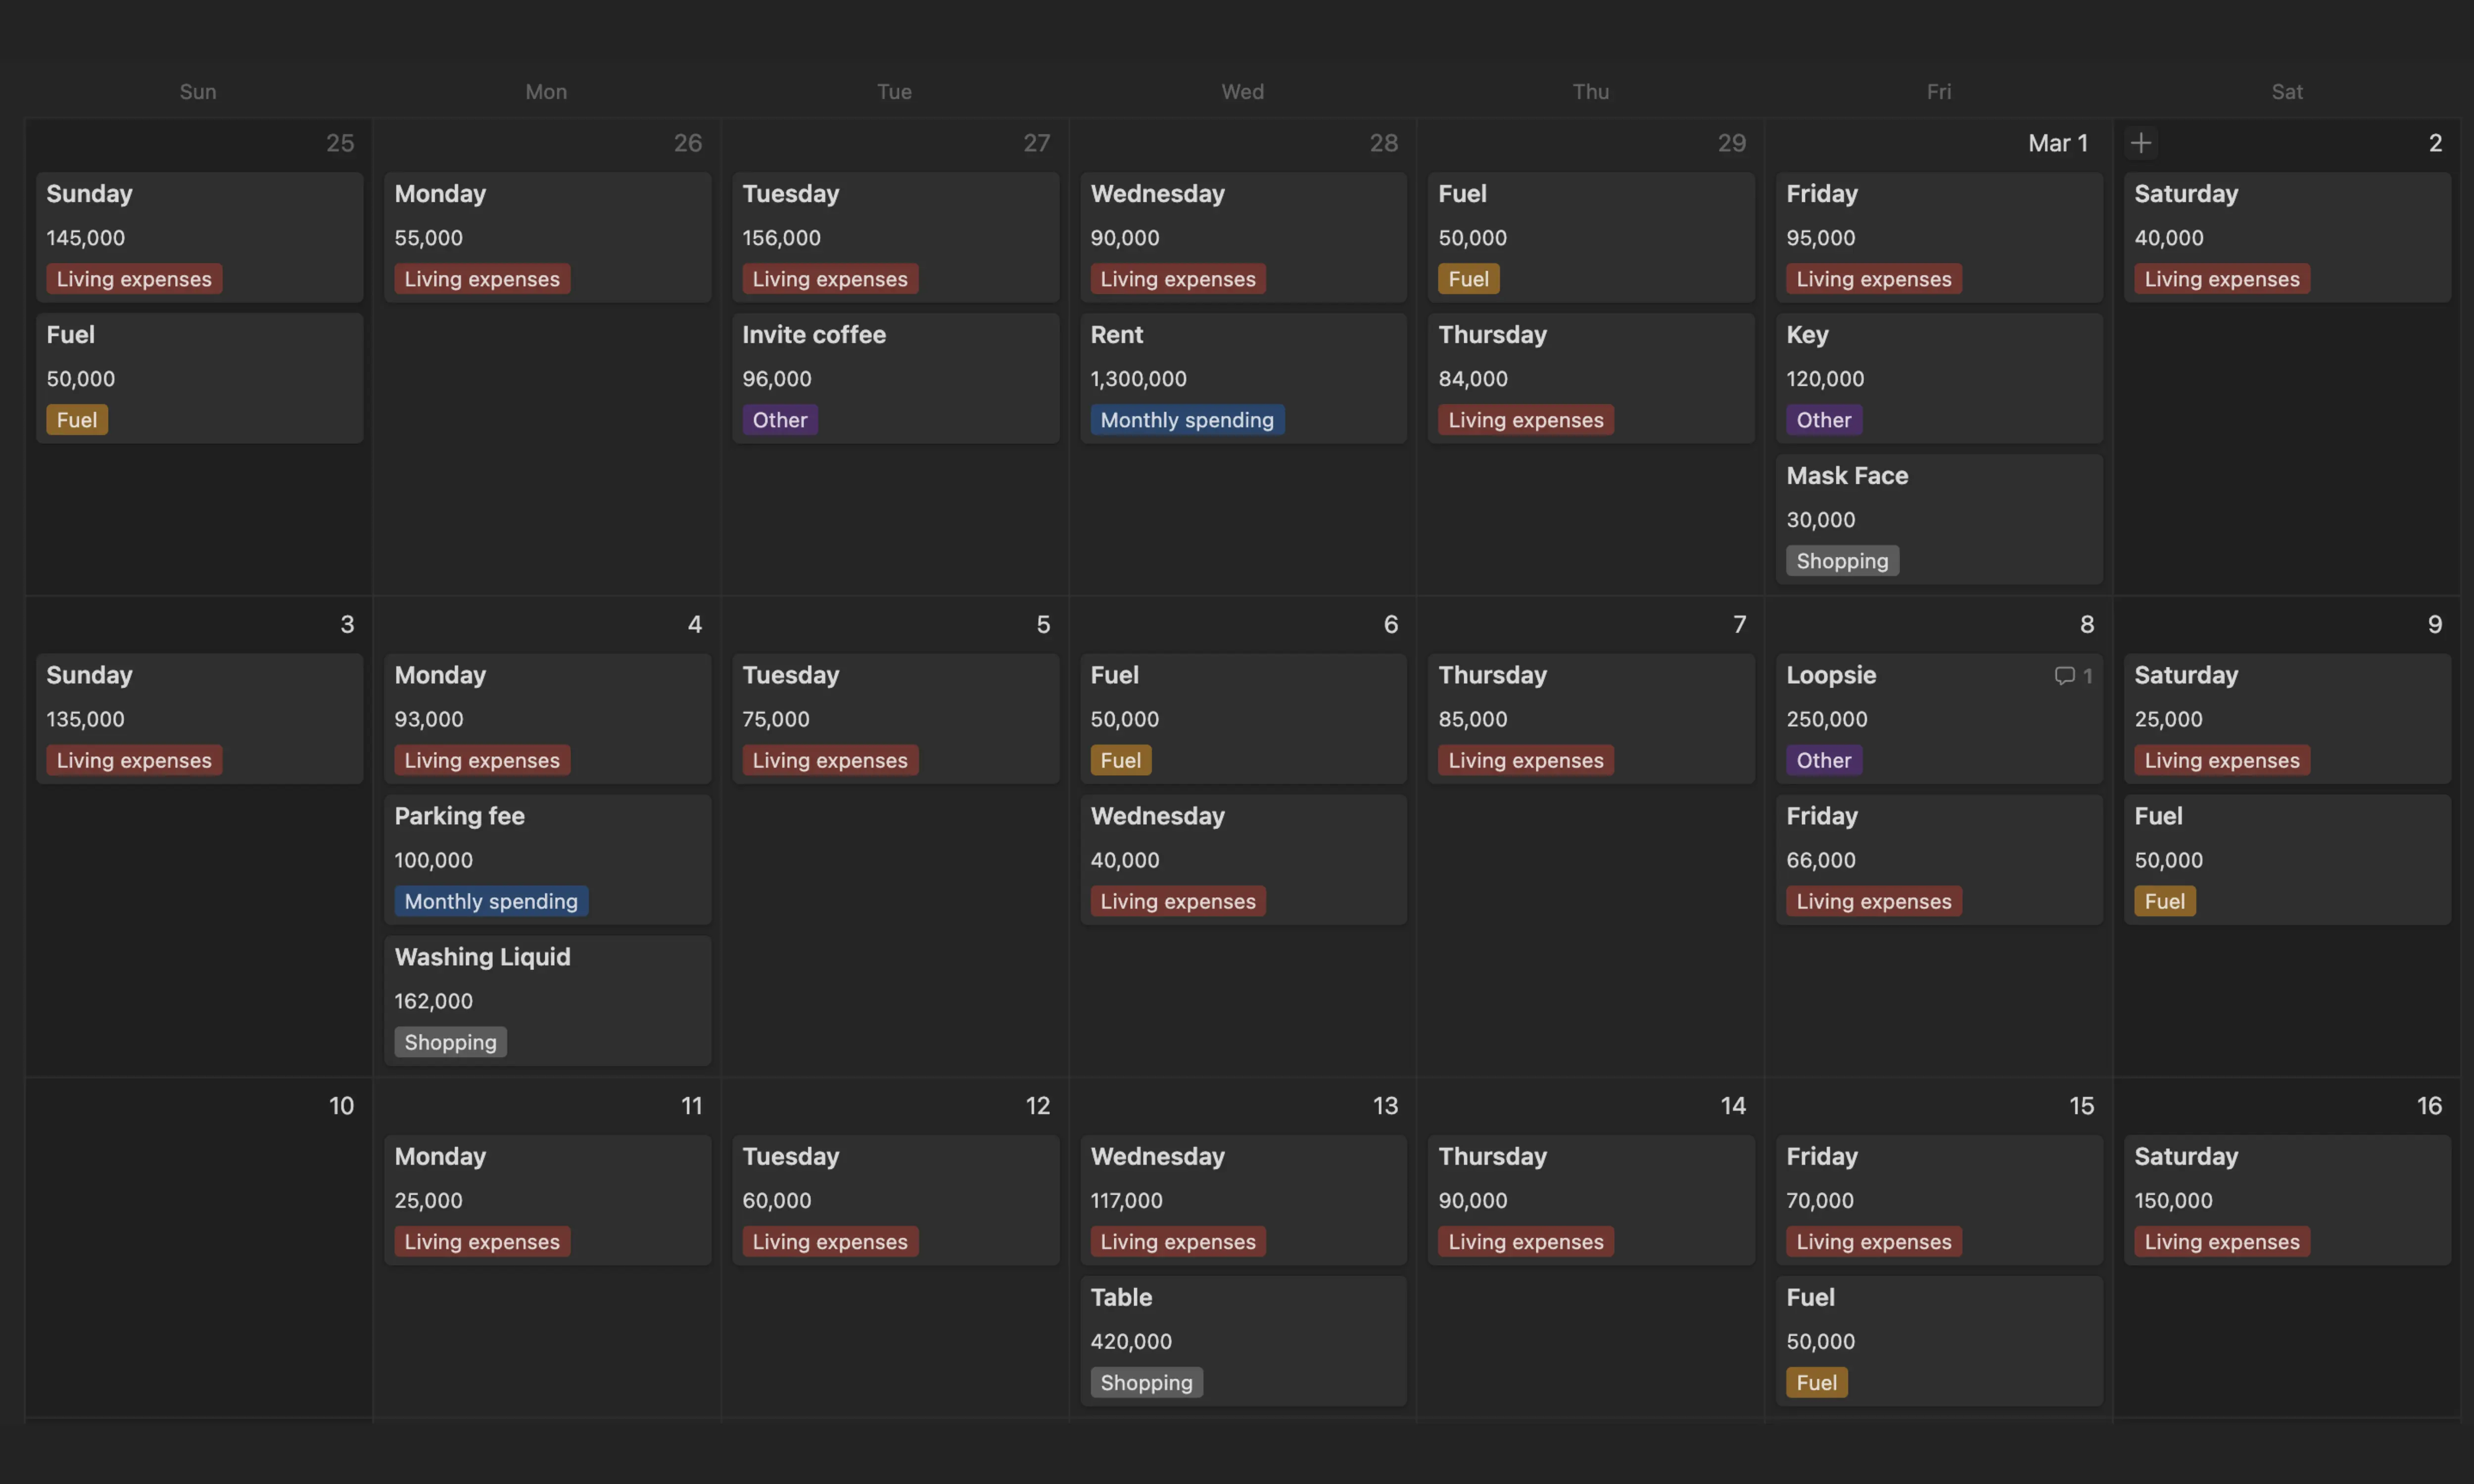 Sun
Mon
Tue
Wed
Thu
Fri
Sat
25
Sunday
145,000
Living expenses
Fuel
50,000
Fuel
26
Monday
55,000
Living expenses
27
Tuesday
156,000
Living expenses
Invite coffee
96,000
Other
28
Wednesday
90,000
Living expenses
Rent
1,300,000
Monthly spending
29
Fuel
50,000
Fuel
Thursday
84,000
Living expenses
Mar 1
Friday
95,000
Living expenses
Key
120,000
Other
Mask Face
30,000
Shopping
2
Saturday
40,000
Living expenses
3
Sunday
135,000
Living expenses
4
Monday
93,000
Living expenses
Parking fee
100,000
Monthly spending
Washing Liquid
162,000
Shopping
5
Tuesday
75,000
Living expenses
6
Fuel
50,000
Fuel
Wednesday
40,000
Living expenses
7
Thursday
85,000
Living expenses
8
Loopsie 1
250,000
Other
Friday
66,000
Living expenses
9
Saturday
25,000
Living expenses
Fuel
50,000
Fuel
10
11
Monday
25,000
Living expenses
12
Tuesday
60,000
Living expenses
13
Wednesday
117,000
Living expenses
Table
420,000
Shopping
14
Thursday
90,000
Living expenses
15
Friday
70,000
Living expenses
Fuel
50,000
Fuel
16
Saturday
150,000
Living expenses